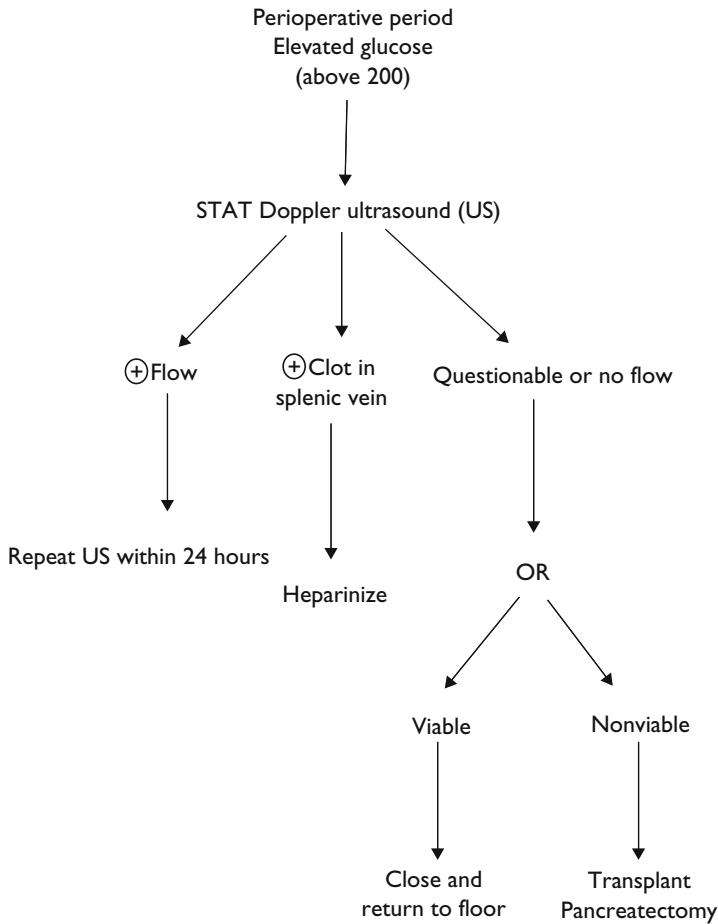 Perioperative period
Elevated glucose
(above 200)
STAT Doppler ultrasound (US)
⊕Flow
⊕Clot in
splenic vein
Questionable or no flow
Repeat US within 24 hours
Heparinize
OR
Viable
Nonviable
Close and
return to floor
Transplant
Pancreatectomy